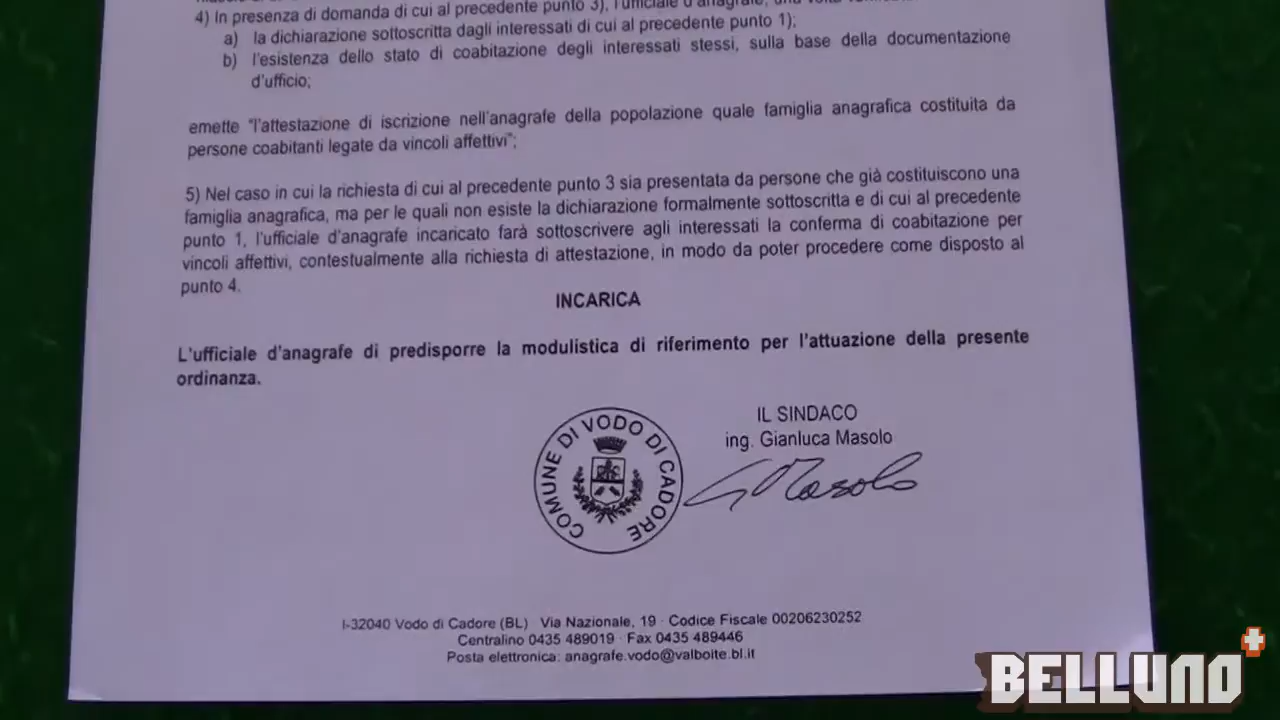 4) In presenza di domanda di cui al precedente punto 3), l'ufficiale d'anagrafe, una volta
a) la dichiarazione sottoscritta dagli interessati di cui al precedente punto 1);
b) l'esistenza dello stato di coabitazione degli interessati stessi, sulla base della documentazione
d'ufficio;
emette "l'attestazione di iscrizione nell'anagrafe della popolazione quale famiglia anagrafica costituita da
persone coabitanti legate da vincoli affettivi";
5) Nel caso in cui la richiesta di cui al precedente punto 3 sia presentata da persone che già costituiscono una
famiglia anagrafica, ma per le quali non esiste la dichiarazione formalmente sottoscritta e di cui al precedente
punto 1, l'ufficiale d'anagrafe incaricato farà sottoscrivere agli interessati la conferma di coabitazione per
vincoli affettivi, contestualmente alla richiesta di attestazione, in modo da poter procedere come disposto al
punto 4.
INCARICA
L'ufficiale d'anagrafe di predisporre la modulistica di riferimento per l'attuazione della presente
ordinanza.
IL SINDACO
ing. Gianluca Masolo
G Masolo
COMUNE DI VODO DI CADORE
I-32040 Vodo di Cadore (BL) Via Nazionale, 19 · Codice Fiscale 00206230252
Centralino 0435 489019 · Fax 0435 489446
Posta elettronica: anagrafe.vodo@valboite.bl.it
BELLUNO+